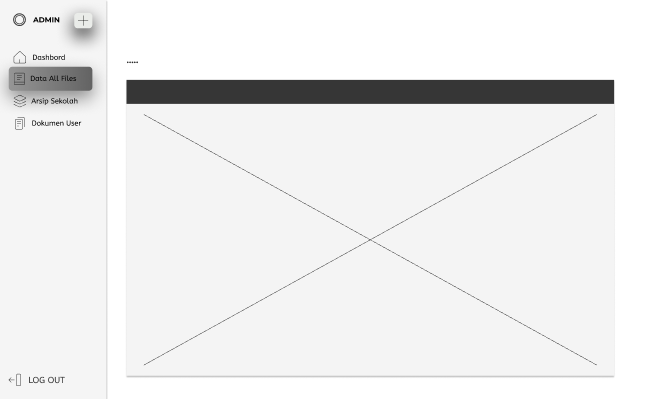 ADMIN
Dashbord
Data All Files
Arsip Sekolah
Dokumen User
.....
LOG OUT